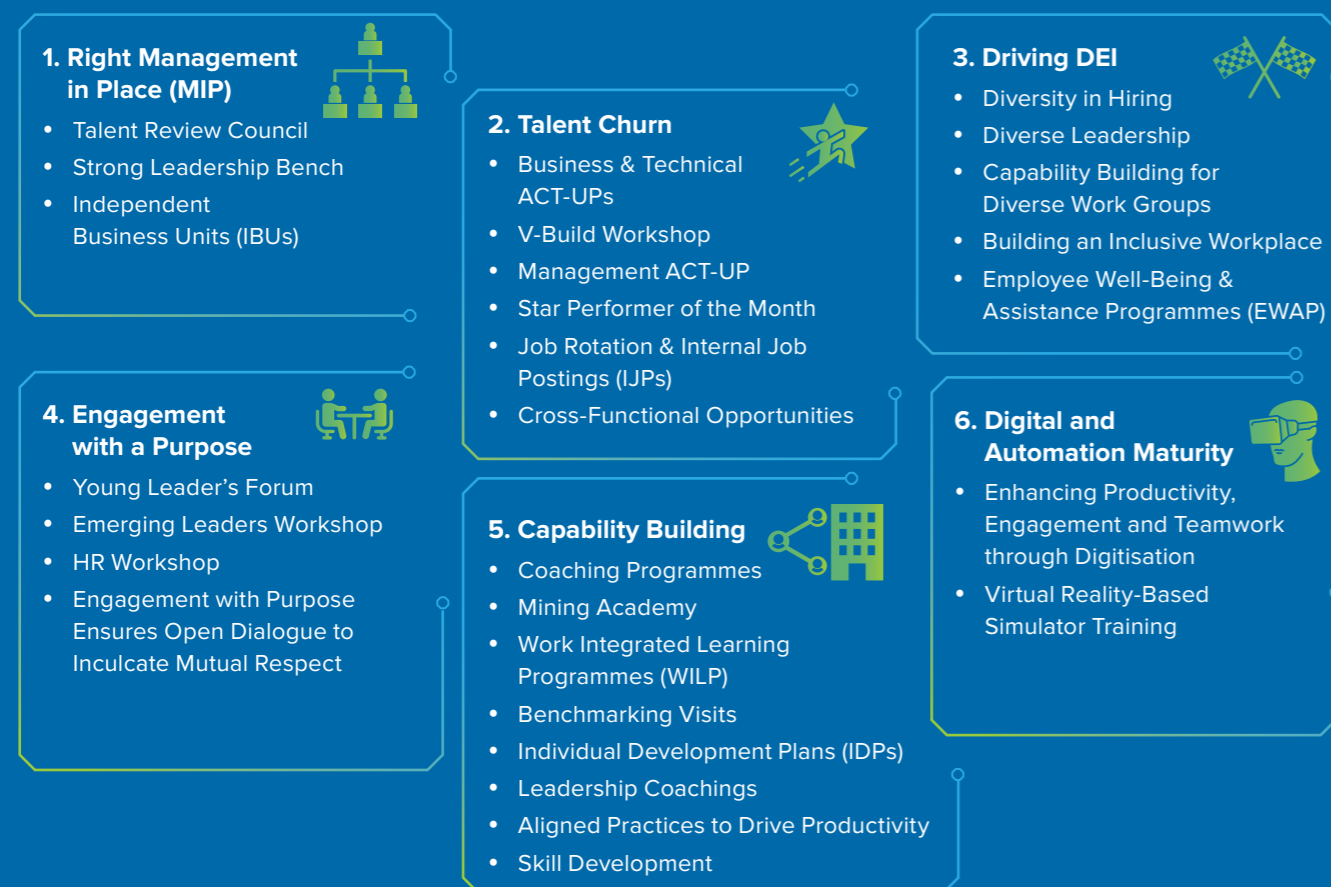 1. Right Management
in Place (MIP)
• Talent Review Council
• Strong Leadership Bench
• Independent
Business Units (IBUs)
2. Talent Churn
• Business & Technical
ACT-UPs
• V-Build Workshop
• Management ACT-UP
• Star Performer of the Month
• Job Rotation & Internal Job
Postings (IJPs)
• Cross-Functional Opportunities
3. Driving DEI
• Diversity in Hiring
• Diverse Leadership
• Capability Building for
Diverse Work Groups
• Building an Inclusive Workplace
• Employee Well-Being &
Assistance Programmes (EWAP)
4. Engagement
with a Purpose
• Young Leader’s Forum
• Emerging Leaders Workshop
• HR Workshop
• Engagement with Purpose
Ensures Open Dialogue to
Inculcate Mutual Respect
5. Capability Building
• Coaching Programmes
• Mining Academy
• Work Integrated Learning
Programmes (WILP)
• Benchmarking Visits
• Individual Development Plans (IDPs)
• Leadership Coachings
• Aligned Practices to Drive Productivity
• Skill Development
6. Digital and
Automation Maturity
• Enhancing Productivity,
Engagement and Teamwork
through Digitisation
• Virtual Reality-Based
Simulator Training